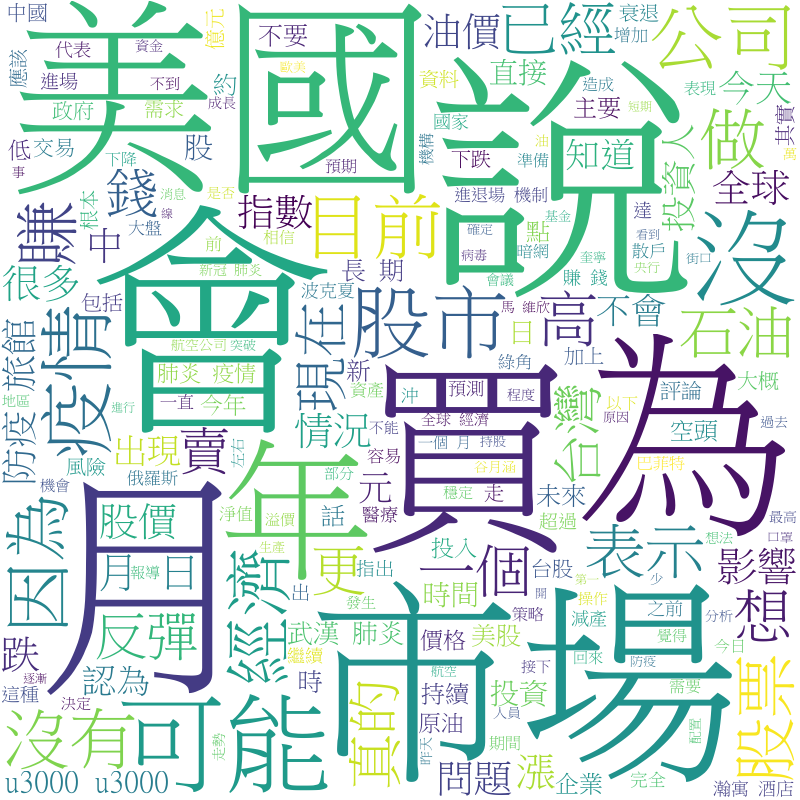 中國
衰退
億元
美
國
說
已經
公司
應該
代表
資金
不要
油價
增加
進場
不到
歐美
資料
直接
表現
短期
今天
政府
成長
需求
約
造成
主要
其實
低
交易
股
下降
預期
機構
國家
下跌
準備
做
知道
投資人
萬
事
根本
消息
是否
錢
賺
大盤
線
進退場
機制
達
全球
中
指數
目前
點
基金
確定
看到
散戶
沒
前
相信
新冠 肺炎
病毒
暗網
奎寧
央行
很多
會
長 期
會議
賺 錢
街口
包括
波克夏
股市
馬 維欣
高
不會
石油
疫情
航空公司
突破
現在
日
綠角
加上
旅館
防疫
肺炎 疫情
新
資產
預測
沖
程度
評論
大概
地區
一直
今年
買
為
進行
全球 經濟
以下
原因
過去
出現
賣
情況
台灣
空頭
風險
年
不能
一個 月
持股
左右
元
容易
谷月涵
巴菲特
機會
俄羅斯
部分
走
穩定
未來
因為
股價
淨值
溢價
話
醫療
超過
最高
月
經濟
更
投入
一個
表示
想法
口罩
月 日
報導
生產
指出
台股
影響
出
市場
第一
少
反彈
發生
時間
開
操作
之前
想
跌
武漢 肺炎
價格
美股
策略
減產
分析
逐漸
認為
繼續
覺得
時
航空
接下
回來
防疫
今日
這種
決定
可能
持續
投資
需要
股票
沒有
真的
原油
人員
配置
走勢
昨天
期間
u3000 u3000
問題
漲
企業
完全
瀚寓 酒店